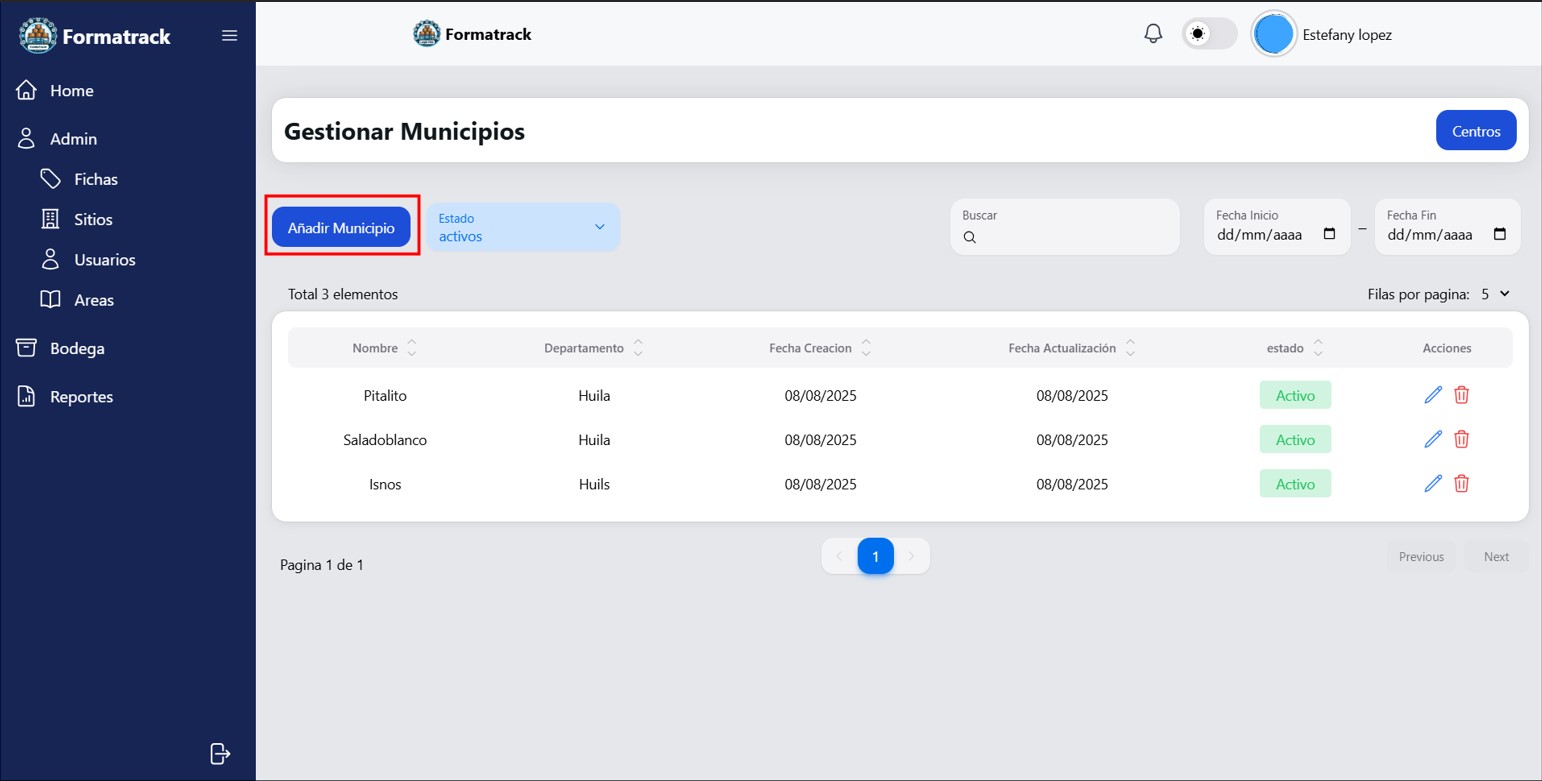 Formatrack
Home
Admin
Fichas
Sitios
Usuarios
Areas
Bodega
Reportes
Formatrack
Estefany lopez
Gestionar Municipios
Centros
Añadir Municipio
Estado
activos
Buscar
Fecha Inicio
dd/mm/aaaa
–
Fecha Fin
dd/mm/aaaa
Total 3 elementos
Filas por pagina: 5
Nombre Departamento Fecha Creacion Fecha Actualización estado Acciones
Pitalito Huila 08/08/2025 08/08/2025 Activo
Saladoblanco Huila 08/08/2025 08/08/2025 Activo
Isnos Huils 08/08/2025 08/08/2025 Activo
Pagina 1 de 1
1
Previous
Next